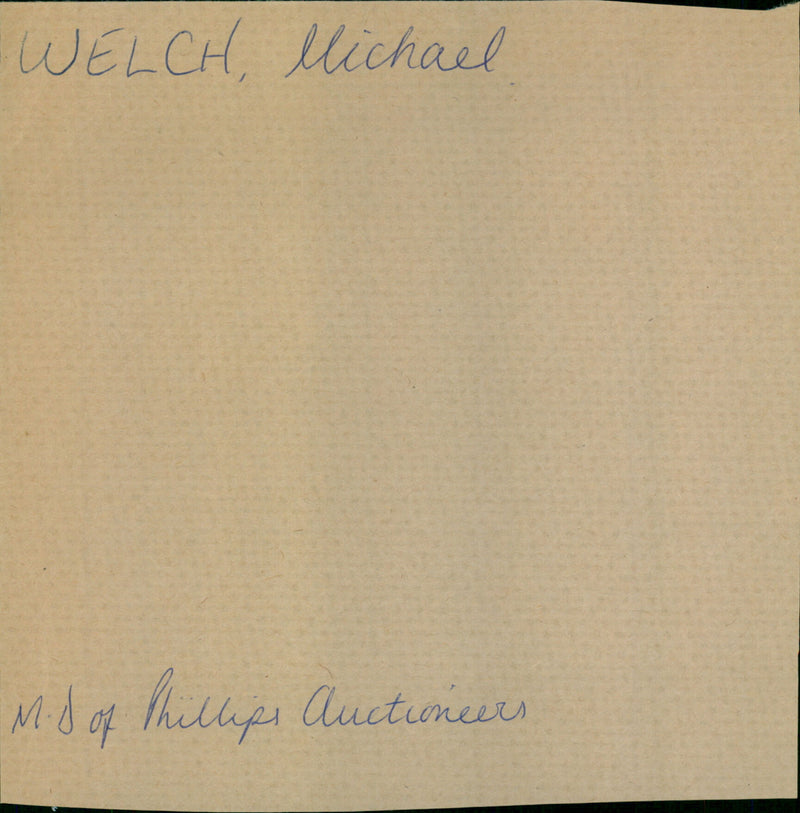 WELCH, Michael
M.D of Phillips Auctioneers